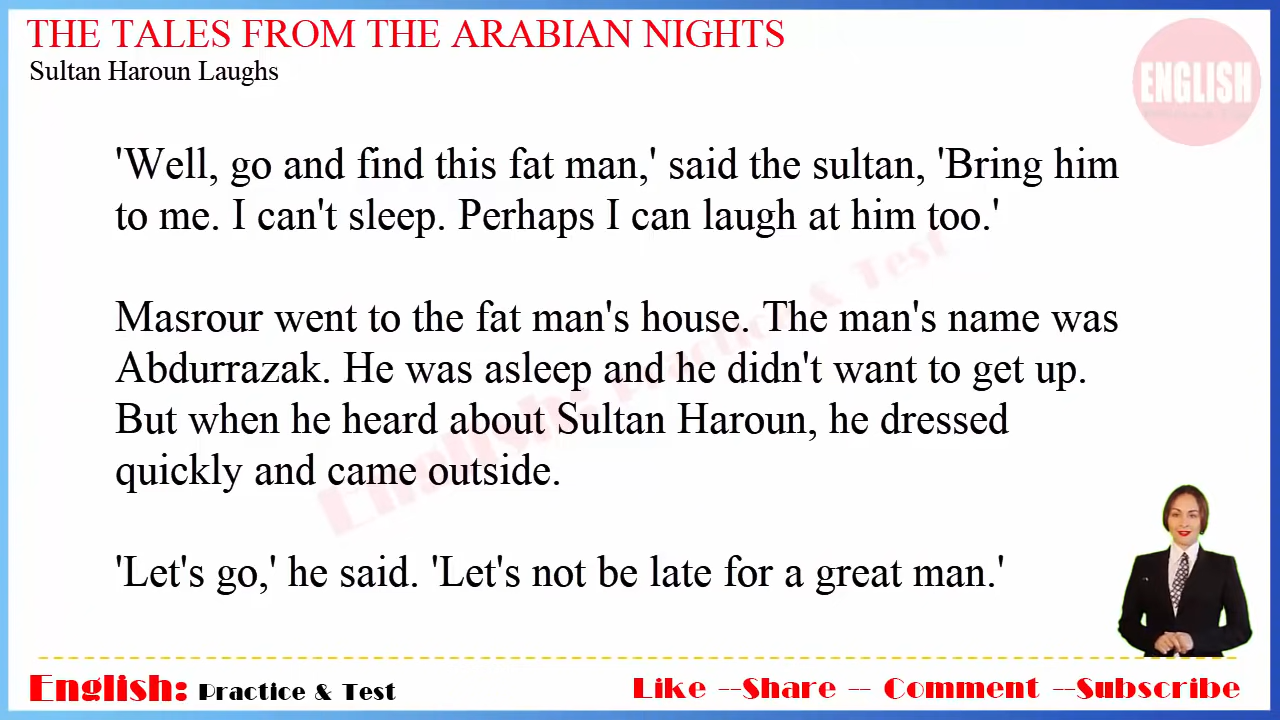 THE TALES FROM THE ARABIAN NIGHTS
Sultan Haroun Laughs
ENGLISH
'Well, go and find this fat man,' said the sultan, 'Bring him
to me. I can't sleep. Perhaps I can laugh at him too.'
Masrour went to the fat man's house. The man's name was
Abdurrazak. He was asleep and he didn't want to get up.
But when he heard about Sultan Haroun, he dressed
quickly and came outside.
'Let's go,' he said. 'Let's not be late for a great man.'
English: Practice & Test
English: Practice & Test
Like --Share -- Comment --Subscribe